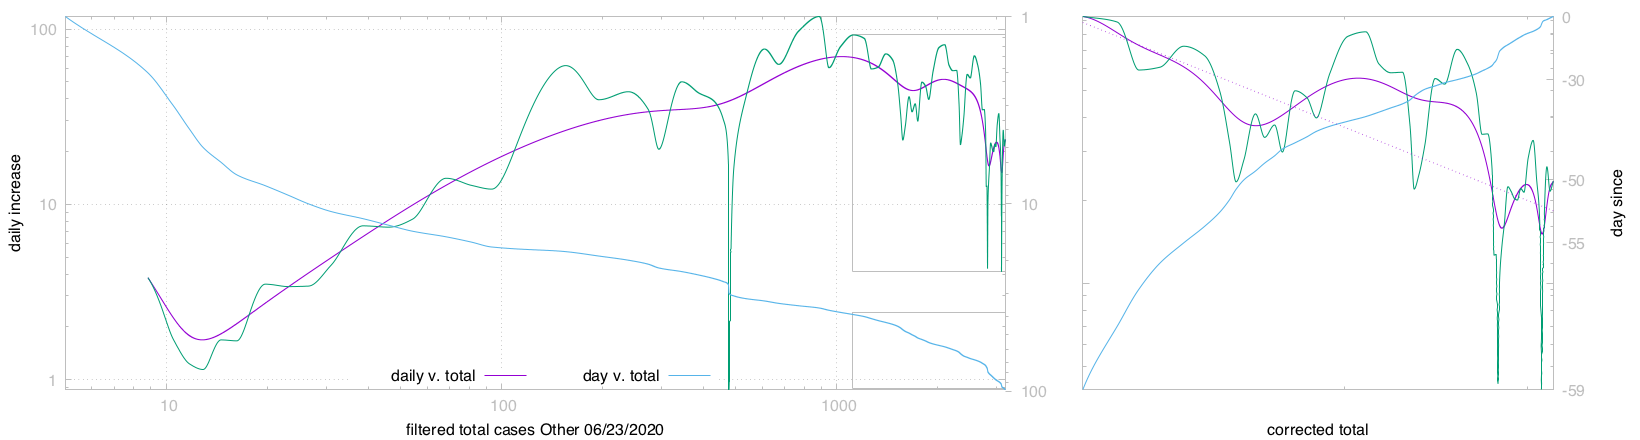 100
10
1
daily increase
daily v. total
day v. total
10
100
1000
filtered total cases Other 06/23/2020
1
10
100
0
-30
-50
-55
-59
day since
corrected total